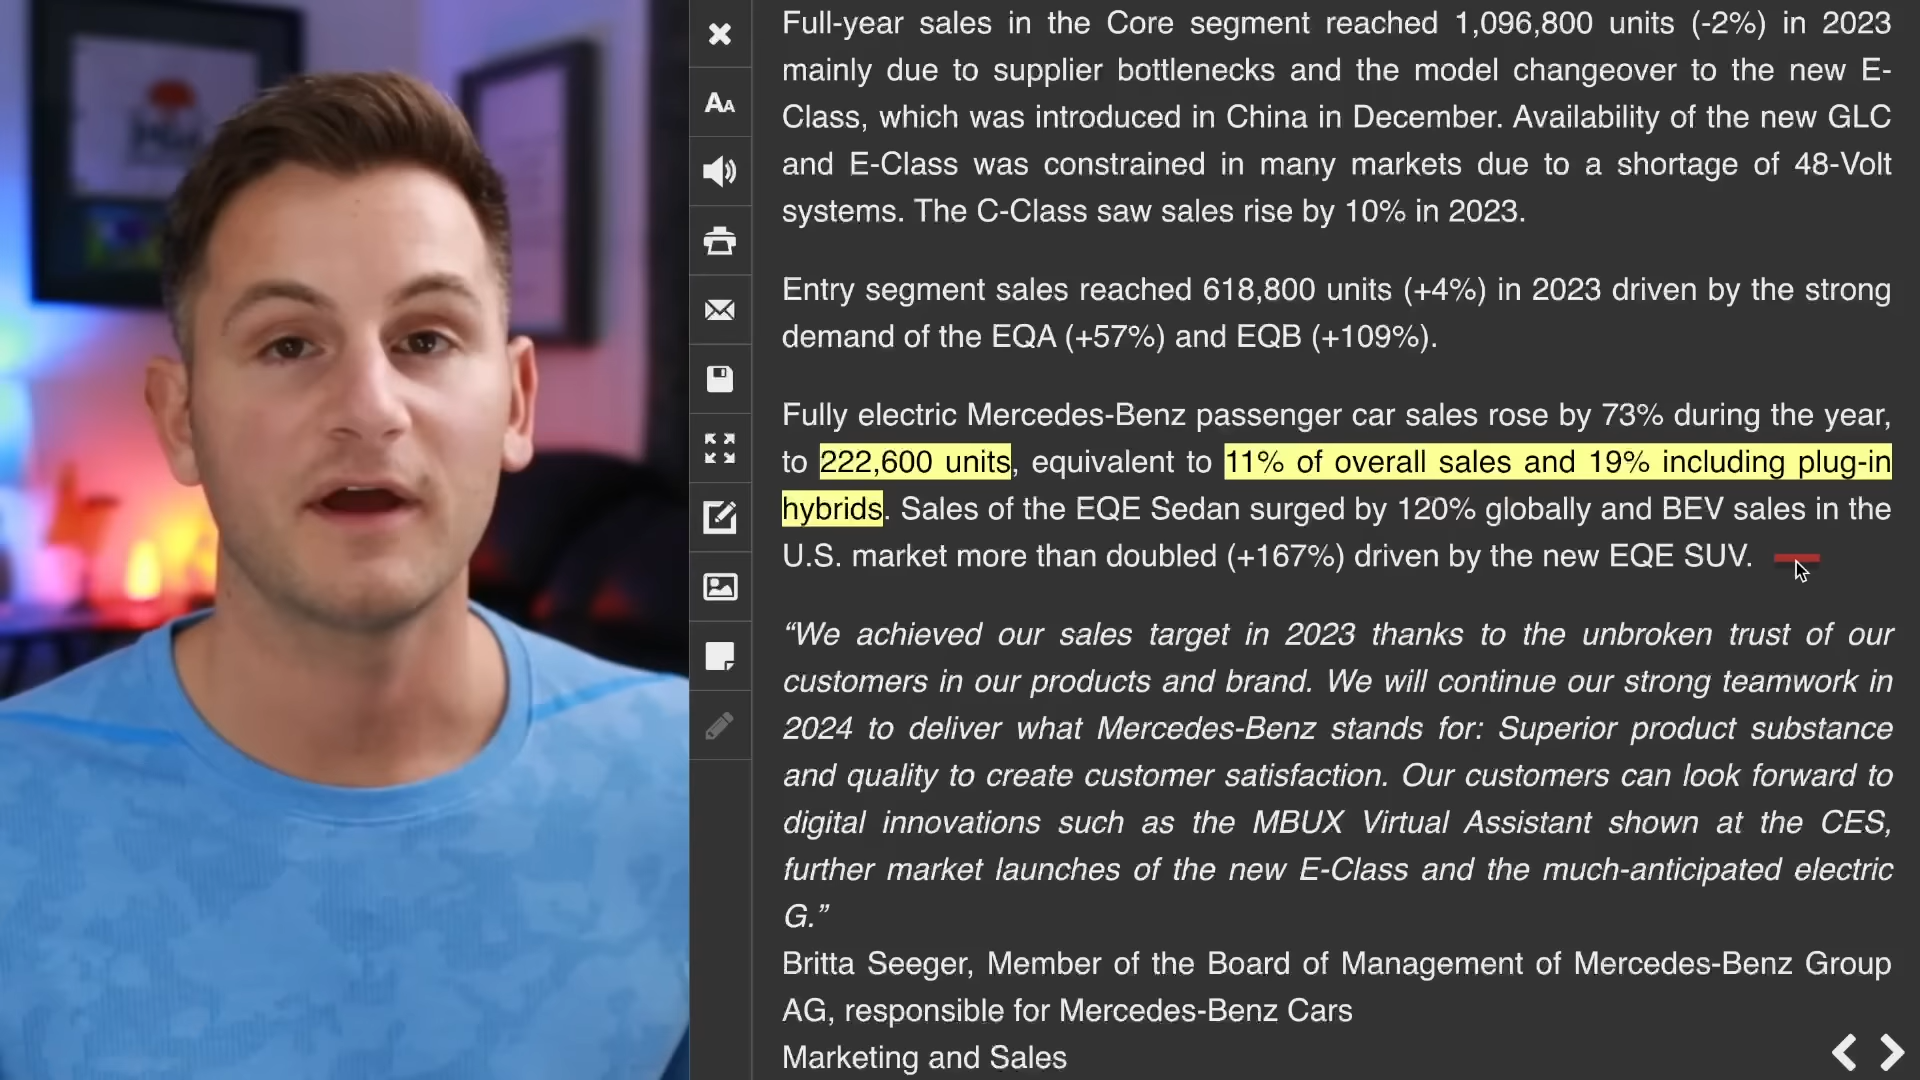 Full-year sales in the Core segment reached 1,096,800 units (-2%) in 2023
mainly due to supplier bottlenecks and the model changeover to the new E-
Class, which was introduced in China in December. Availability of the new GLC
and E-Class was constrained in many markets due to a shortage of 48-Volt
systems. The C-Class saw sales rise by 10% in 2023.
Entry segment sales reached 618,800 units (+4%) in 2023 driven by the strong
demand of the EQA (+57%) and EQB (+109%).
Fully electric Mercedes-Benz passenger car sales rose by 73% during the year,
to 222,600 units, equivalent to 11% of overall sales and 19% including plug-in
hybrids. Sales of the EQE Sedan surged by 120% globally and BEV sales in the
U.S. market more than doubled (+167%) driven by the new EQE SUV.
“We achieved our sales target in 2023 thanks to the unbroken trust of our
customers in our products and brand. We will continue our strong teamwork in
2024 to deliver what Mercedes-Benz stands for: Superior product substance
and quality to create customer satisfaction. Our customers can look forward to
digital innovations such as the MBUX Virtual Assistant shown at the CES,
further market launches of the new E-Class and the much-anticipated electric
G.”
Britta Seeger, Member of the Board of Management of Mercedes-Benz Group
AG, responsible for Mercedes-Benz Cars
Marketing and Sales
AA